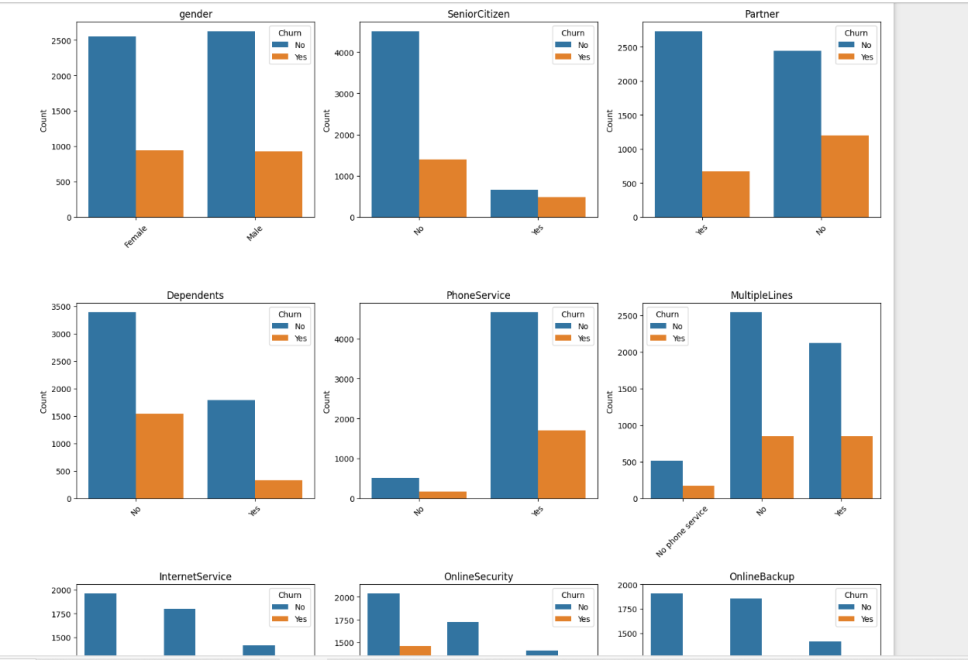 gender
Churn
No
Yes
2500
2000
1500
1000
500
0
Count
Female
Male
SeniorCitizen
Churn
No
Yes
4000
3000
2000
1000
0
Count
No
Yes
Partner
Churn
No
Yes
2500
2000
1500
1000
500
0
Count
Yes
No
Dependents
Churn
No
Yes
3500
3000
2500
2000
1500
1000
500
0
Count
No
Yes
PhoneService
Churn
No
Yes
4000
3000
2000
1000
0
Count
No
Yes
MultipleLines
Churn
No
Yes
2500
2000
1500
1000
500
0
Count
No phone service
No
Yes
InternetService
Churn
No
Yes
2000
1750
1500
OnlineSecurity
Churn
No
Yes
2000
1750
1500
OnlineBackup
Churn
No
Yes
2000
1750
1500